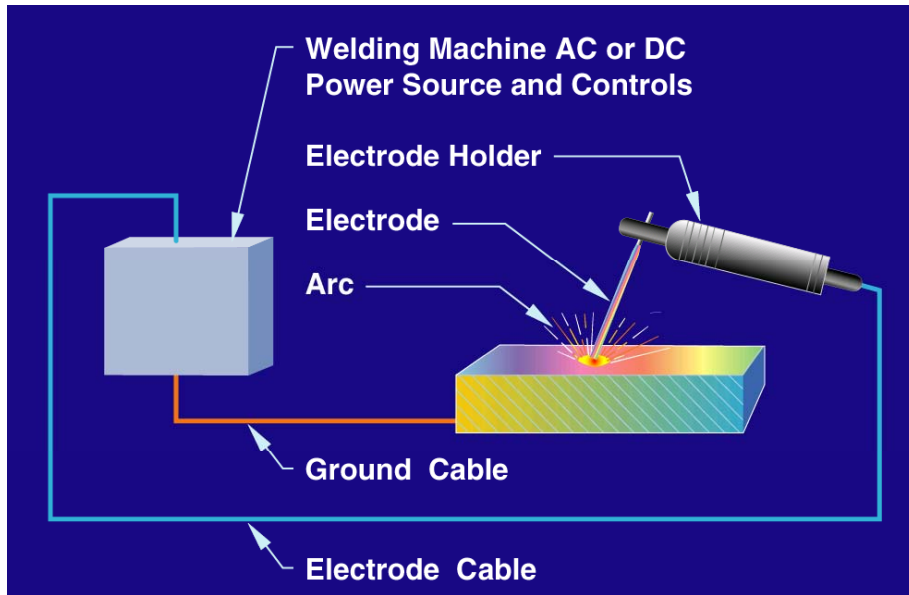 Welding Machine AC or DC
Power Source and Controls
Electrode Holder
Electrode
Arc
Ground Cable
Electrode Cable